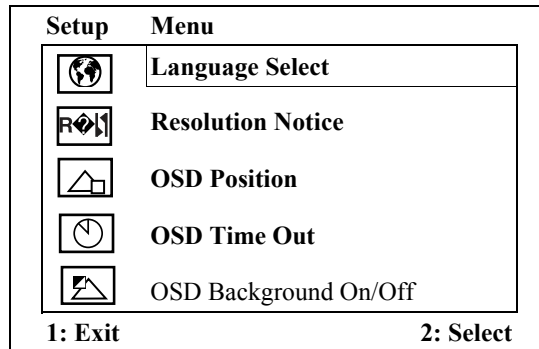 Setup Menu
Language Select
Resolution Notice
OSD Position
OSD Time Out
OSD Background On/Off
1: Exit 2: Select